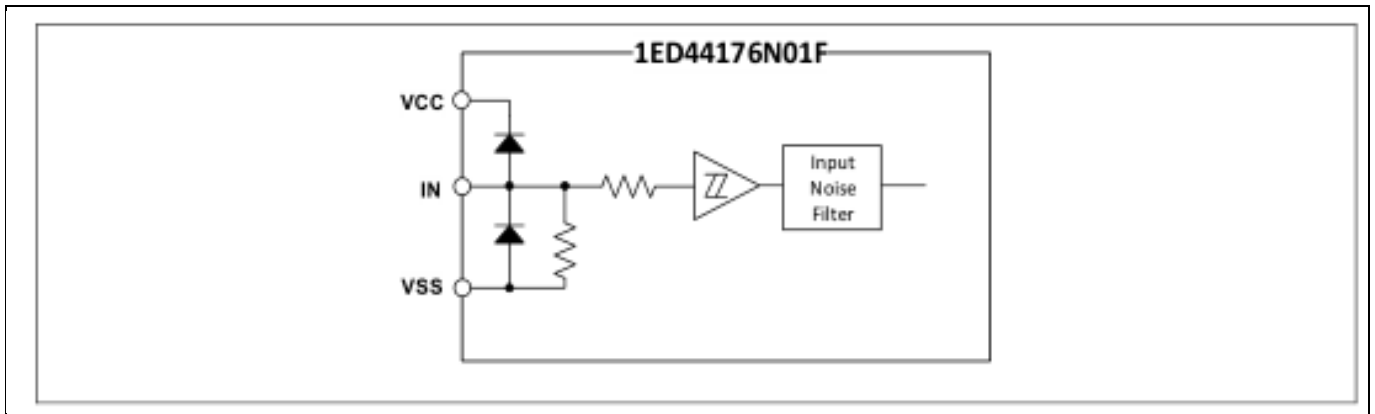 1ED44176N01F
VCC
IN
VSS
Input
Noise
Filter